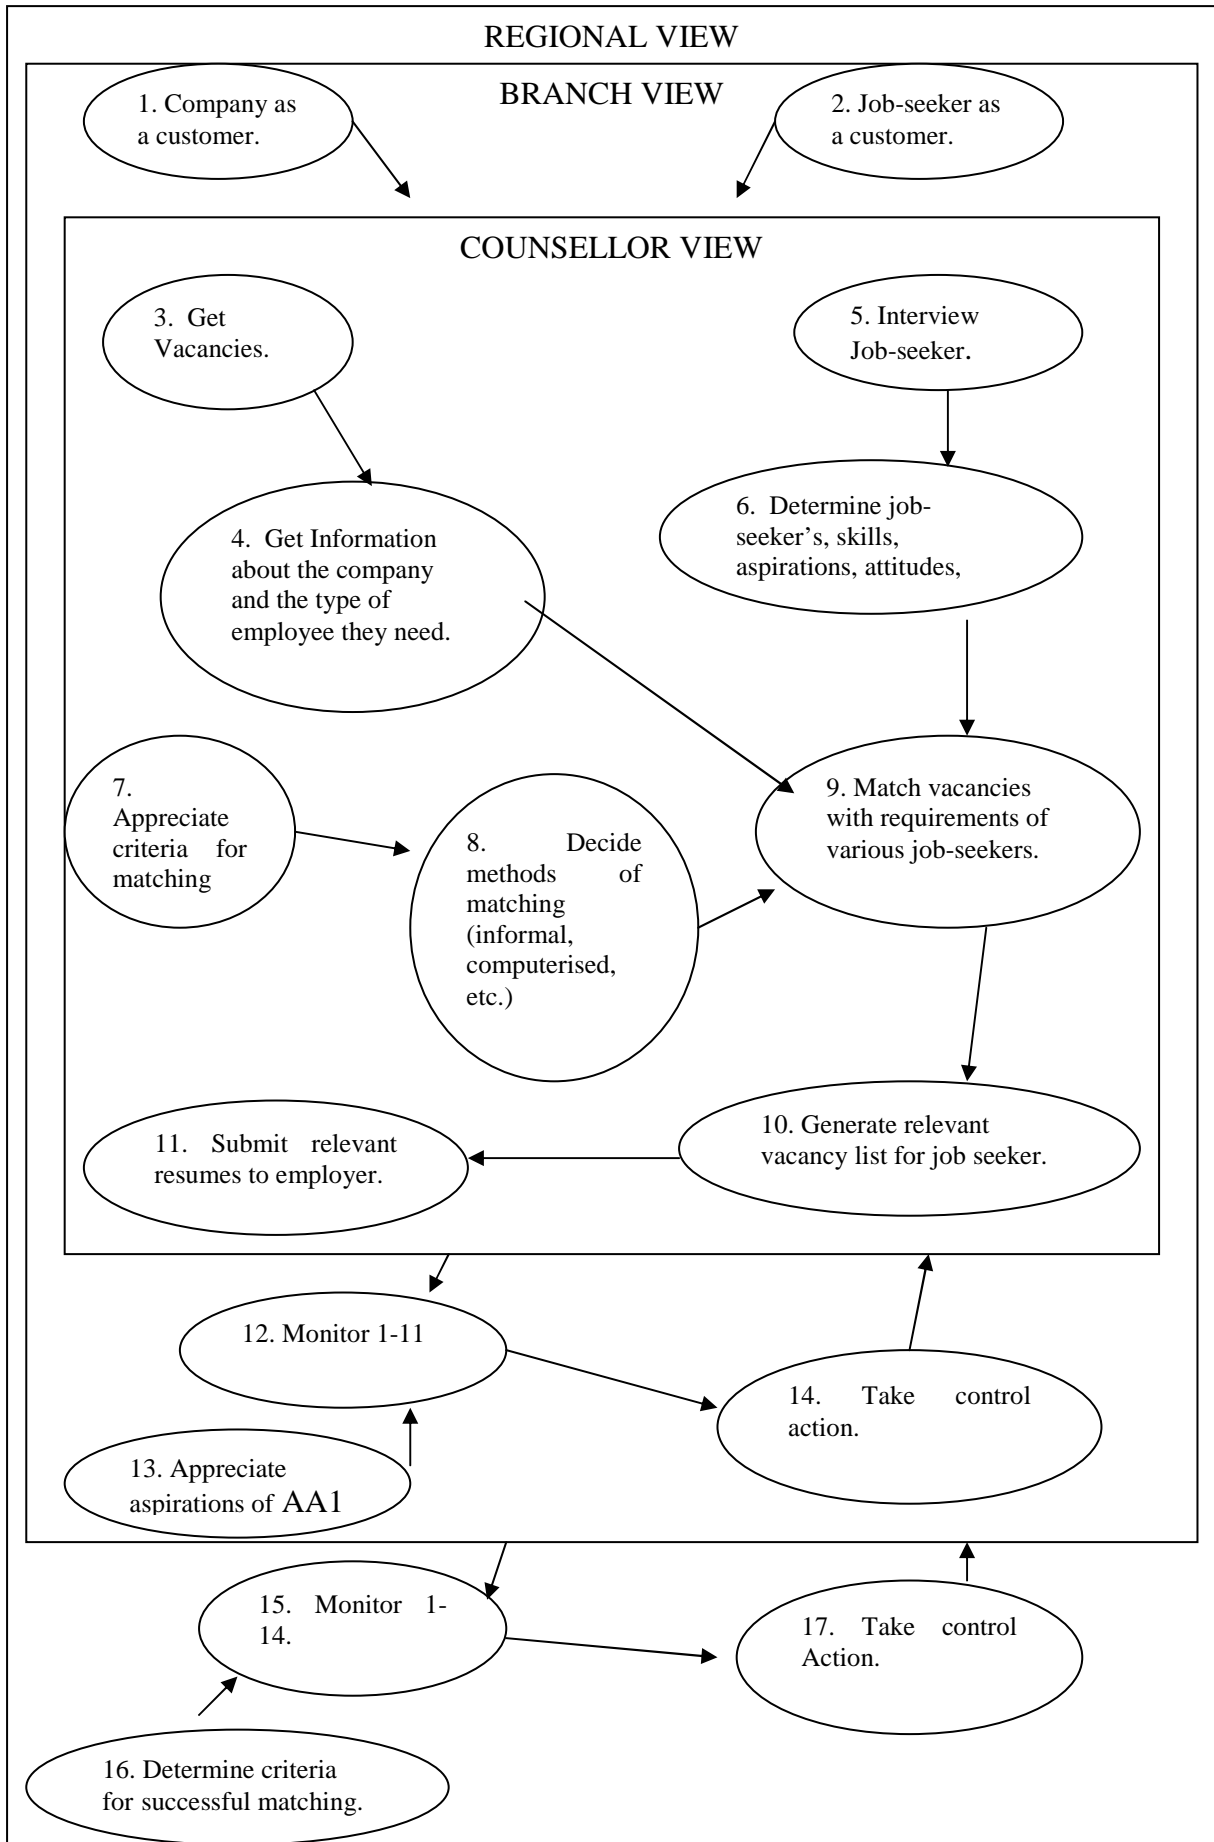 REGIONAL VIEW
BRANCH VIEW
1. Company as
a customer.
2. Job-seeker as
a customer.
COUNSELLOR VIEW
3. Get
Vacancies.
5. Interview
Job-seeker.
4. Get Information
about the company
and the type of
employee they need.
6. Determine job-
seeker’s, skills,
aspirations, attitudes,
7.
Appreciate
criteria for
matching
8. Decide
methods of
matching
(informal,
computerised,
etc.)
9. Match vacancies
with requirements of
various job-seekers.
10. Generate relevant
vacancy list for job seeker.
11. Submit relevant
resumes to employer.
12. Monitor 1-11
14. Take control
action.
13. Appreciate
aspirations of AA1
15. Monitor 1-
14.
17. Take control
Action.
16. Determine criteria
for successful matching.